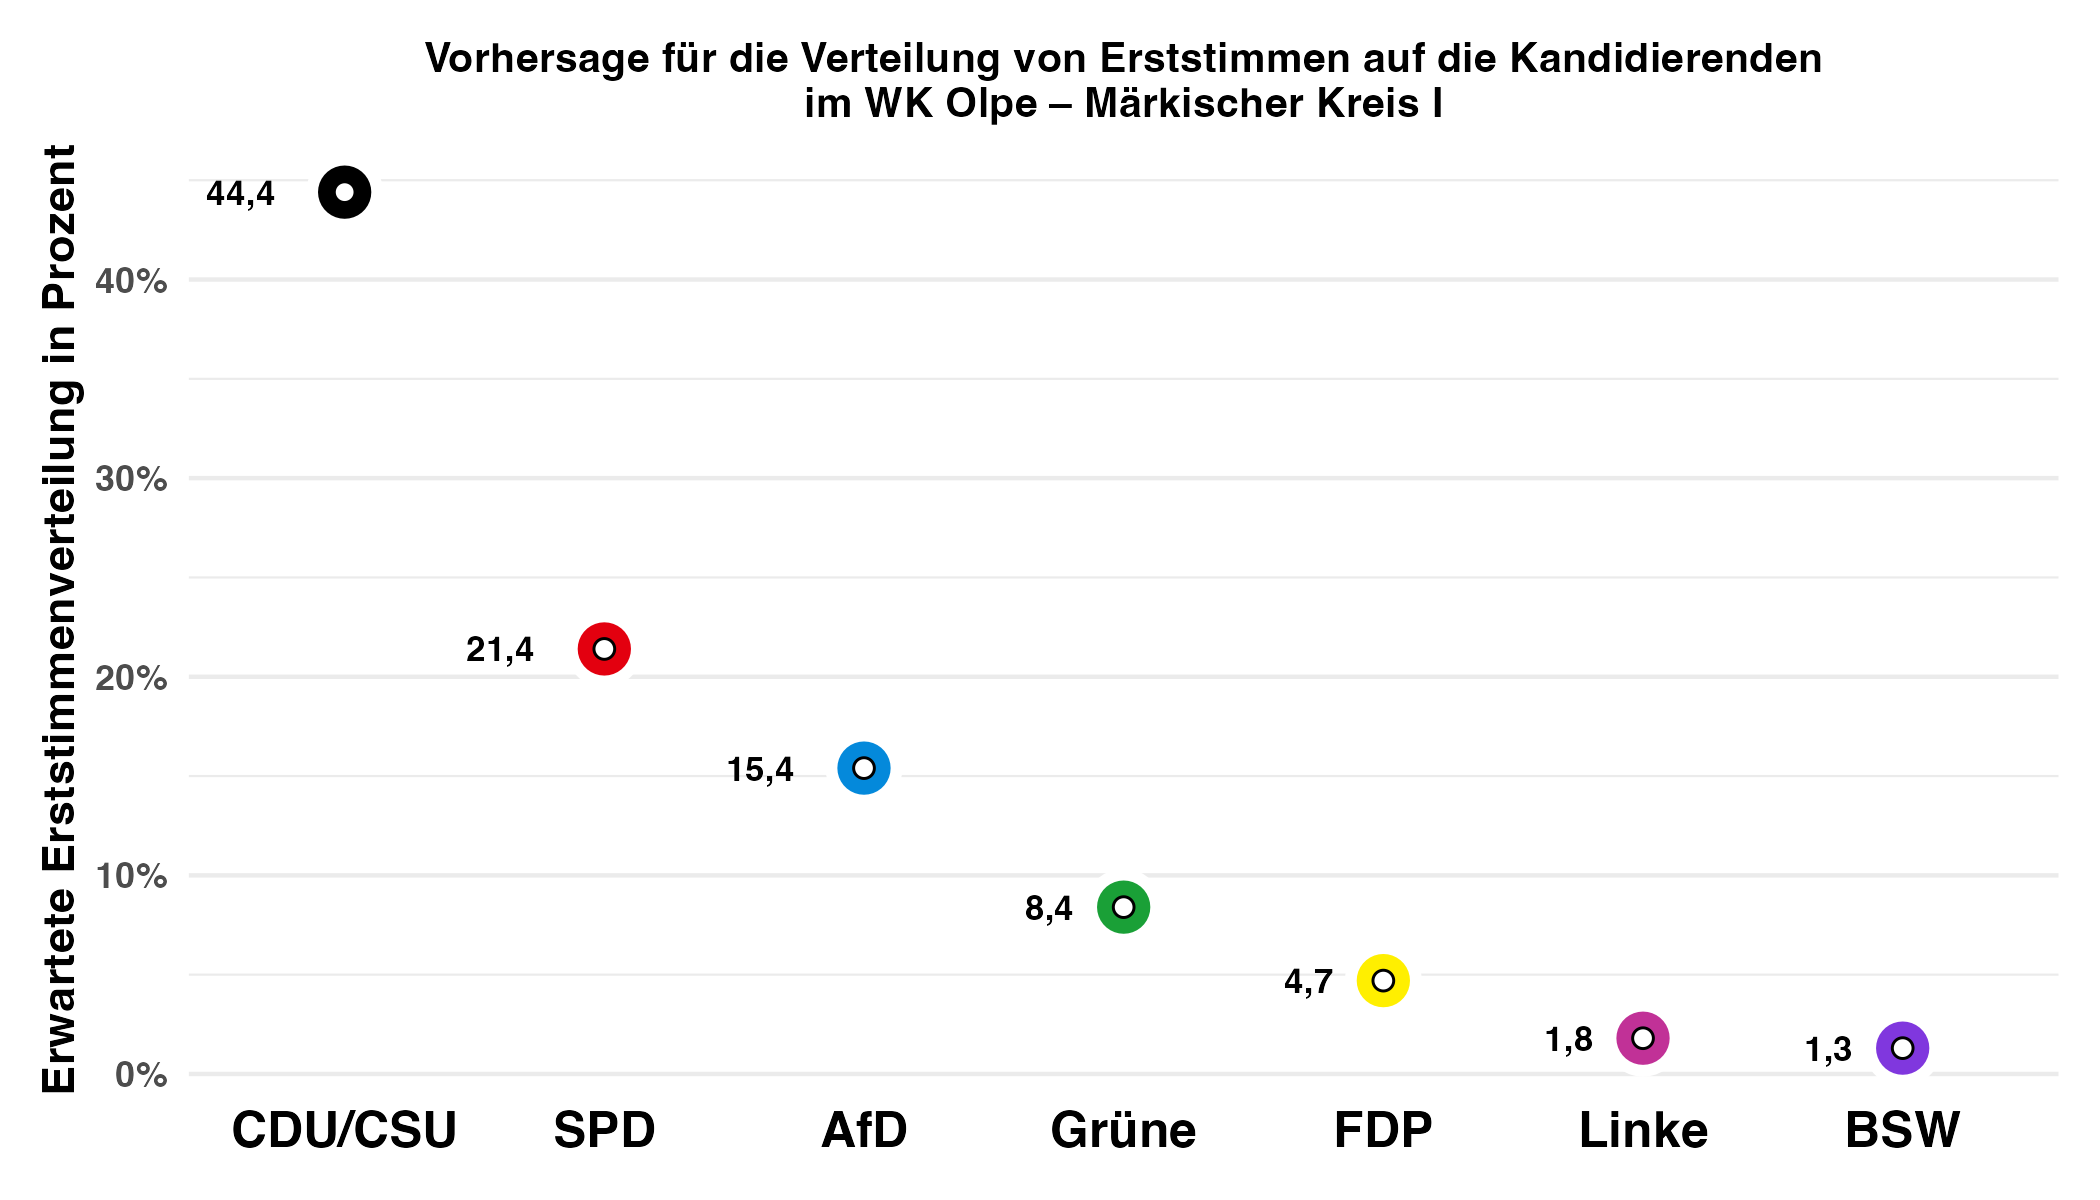 Vorhersage für die Verteilung von Erststimmen auf die Kandidierenden
im WK Olpe – Märkischer Kreis I
Erwartete Erststimmenverteilung in Prozent
44,4
40%
30%
21,4
20%
15,4
10%
8,4
4,7
1,8
1,3
0%
CDU/CSU
SPD
AfD
Grüne
FDP
Linke
BSW